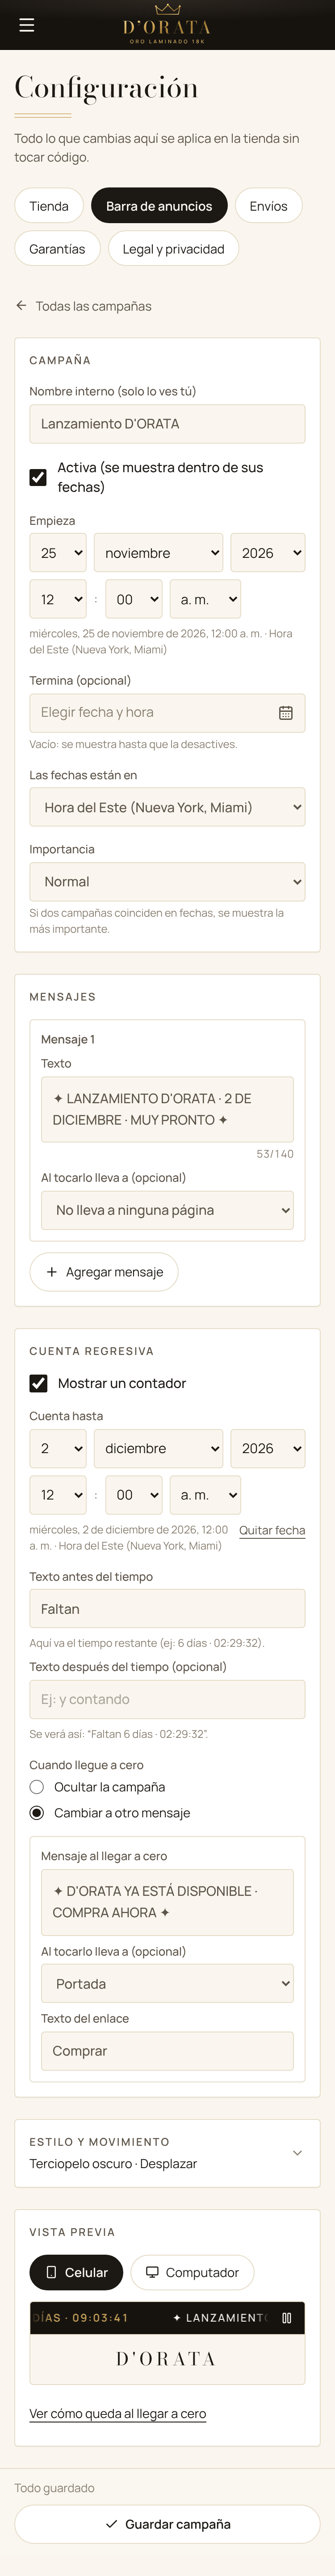 D'ORATA
ORO LAMINADO 18K
Configuración
Todo lo que cambias aquí se aplica en la tienda sin
tocar código.
Tienda
Barra de anuncios
Envíos
Garantías
Legal y privacidad
← Todas las campañas
CAMPAÑA
Nombre interno (solo lo ves tú)
Lanzamiento D'ORATA
Activa (se muestra dentro de sus
fechas)
Empieza
25 noviembre 2026
12 : 00 a. m.
miércoles, 25 de noviembre de 2026, 12:00 a. m. · Hora
del Este (Nueva York, Miami)
Termina (opcional)
Elegir fecha y hora
Vacío: se muestra hasta que la desactives.
Las fechas están en
Hora del Este (Nueva York, Miami)
Importancia
Normal
Si dos campañas coinciden en fechas, se muestra la
más importante.
MENSAJES
Mensaje 1
Texto
✦ LANZAMIENTO D'ORATA · 2 DE
DICIEMBRE · MUY PRONTO ✦
53/140
Al tocarlo lleva a (opcional)
No lleva a ninguna página
+ Agregar mensaje
CUENTA REGRESIVA
Mostrar un contador
Cuenta hasta
2 diciembre 2026
12 : 00 a. m.
miércoles, 2 de diciembre de 2026, 12:00
a. m. · Hora del Este (Nueva York, Miami)
Quitar fecha
Texto antes del tiempo
Faltan
Aquí va el tiempo restante (ej: 6 días · 02:29:32).
Texto después del tiempo (opcional)
Ej: y contando
Se verá así: “Faltan 6 días · 02:29:32”.
Cuando llegue a cero
Ocultar la campaña
Cambiar a otro mensaje
Mensaje al llegar a cero
✦ D'ORATA YA ESTÁ DISPONIBLE ·
COMPRA AHORA ✦
Al tocarlo lleva a (opcional)
Portada
Texto del enlace
Comprar
ESTILO Y MOVIMIENTO
Terciopelo oscuro · Desplazar
VISTA PREVIA
Celular
Computador
DÍAS · 09:03:41 ✦ LANZAMIENTO
D'ORATA
Ver cómo queda al llegar a cero
Todo guardado
Guardar campaña